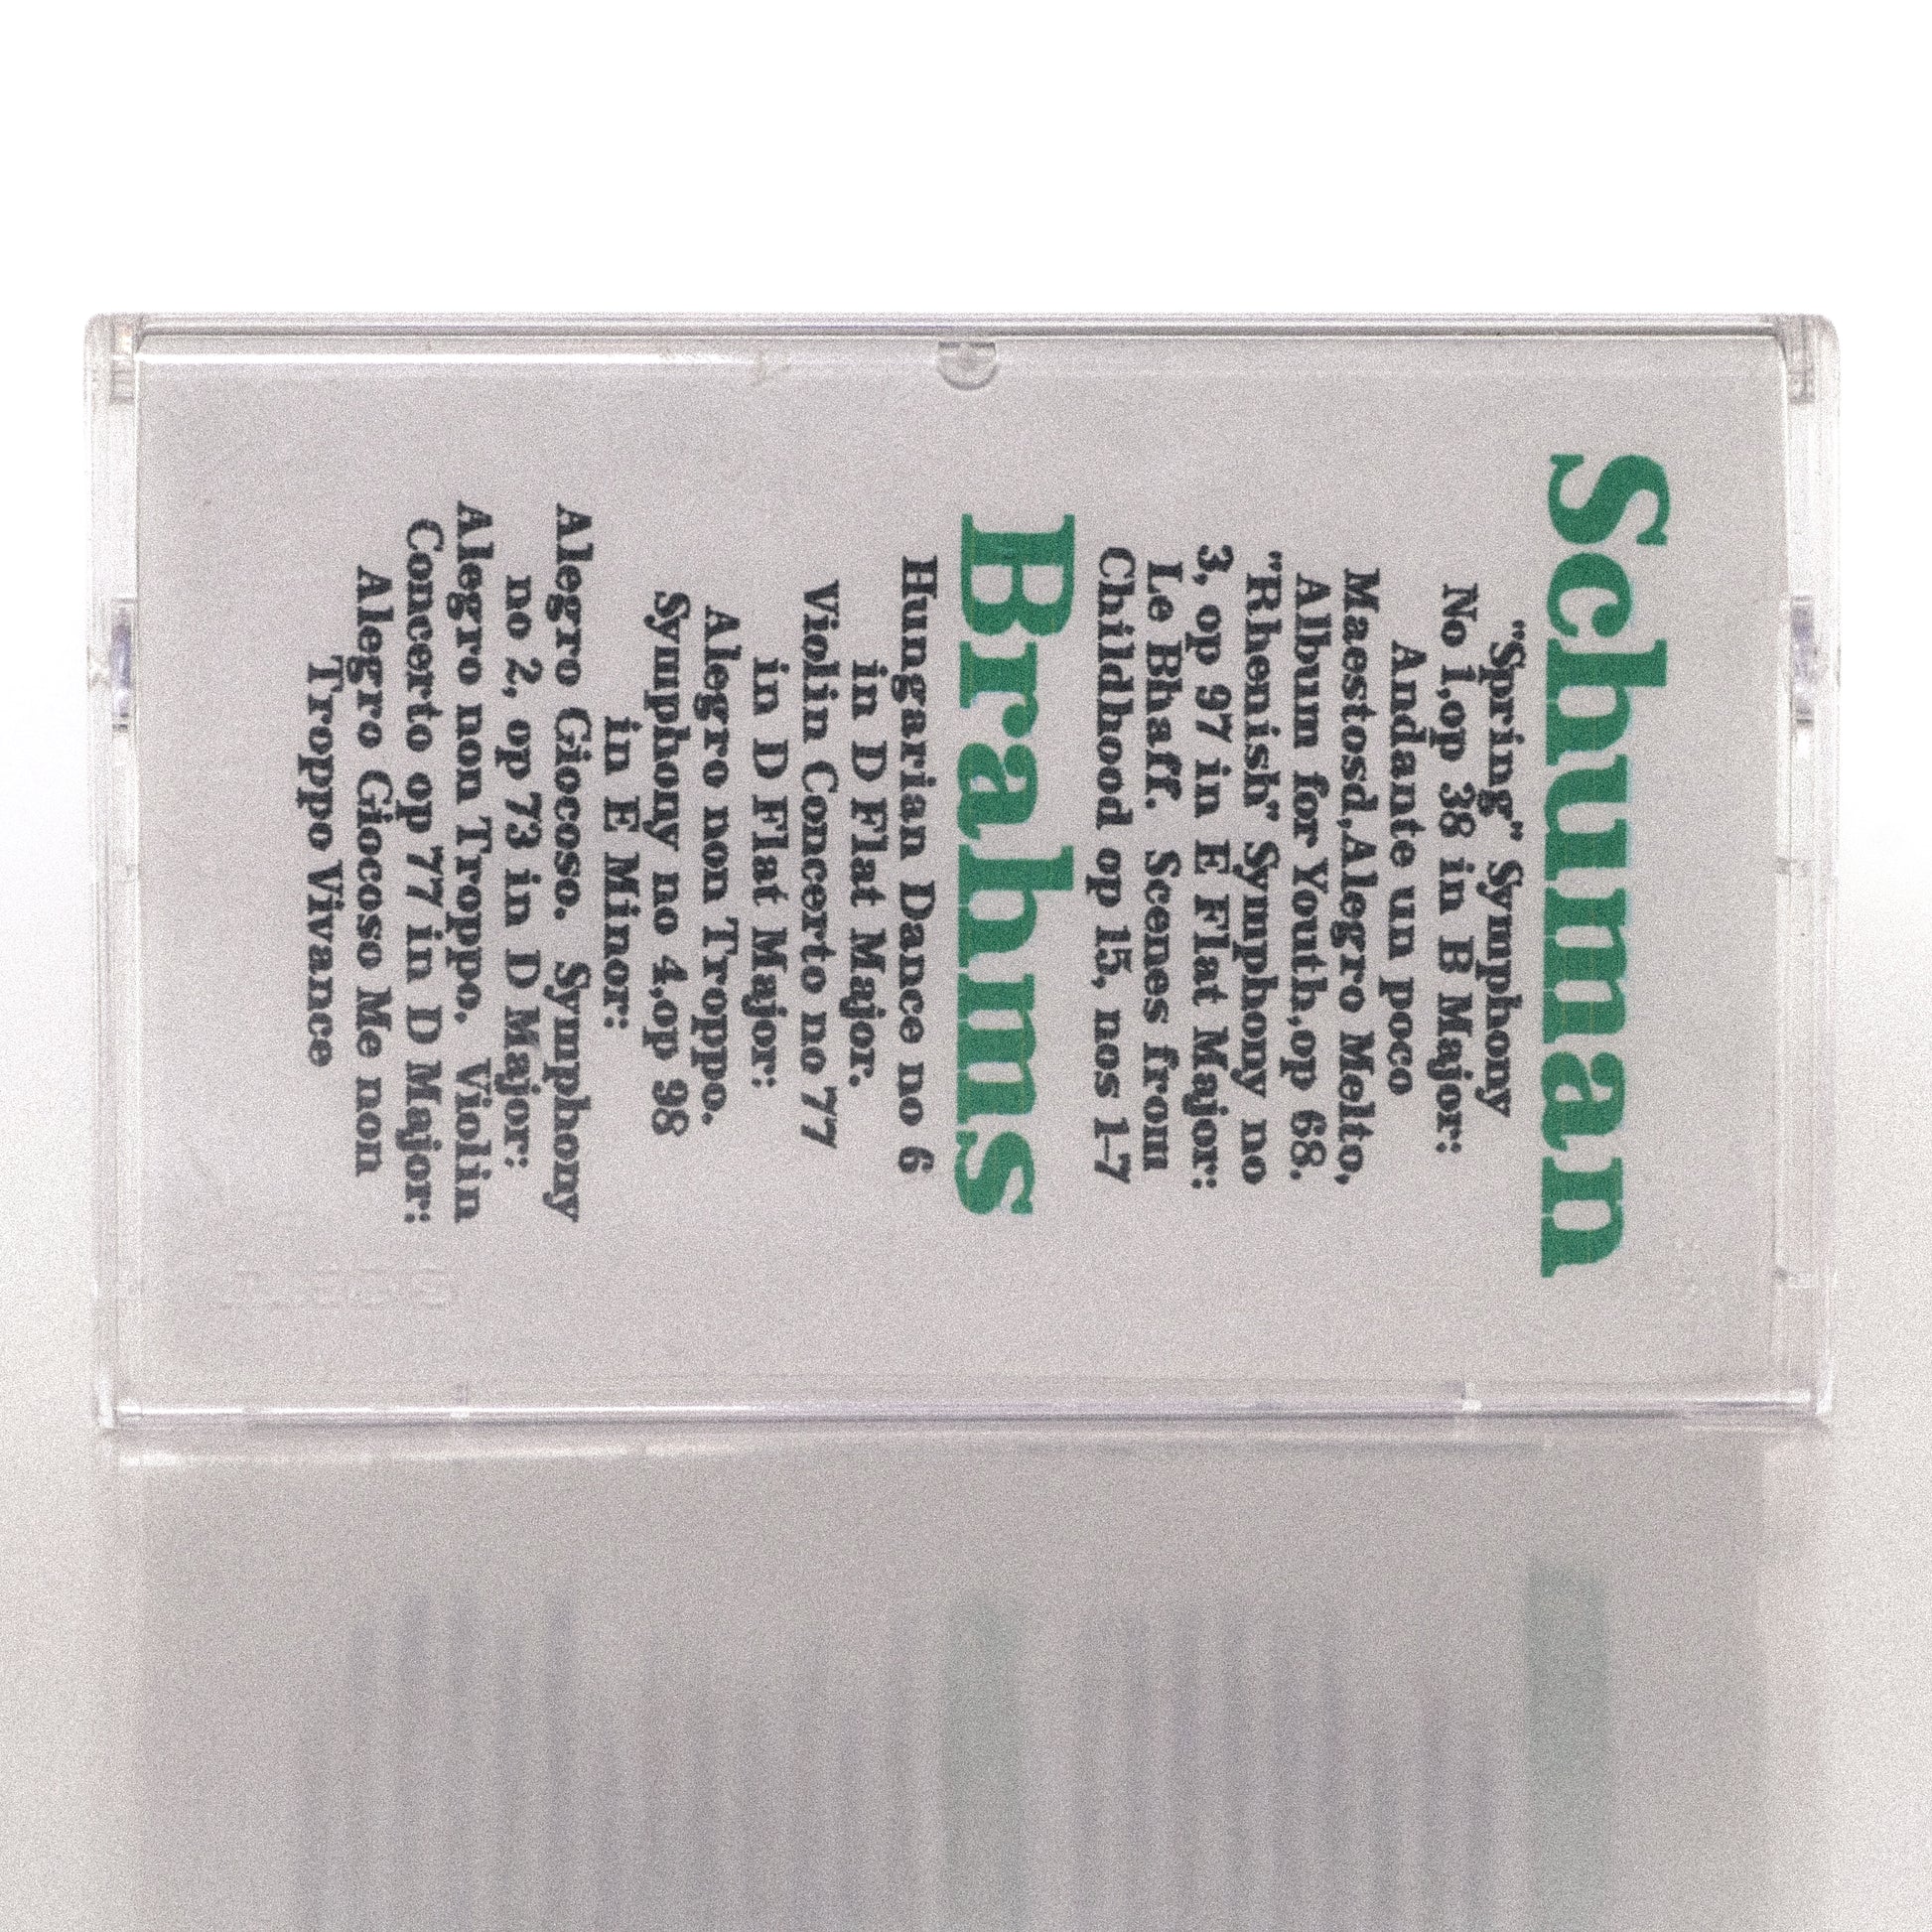 Schuman
"Spring" Symphony
No 1,op 38 in B Major:
Andante un poco
Maestosd,Alegro Melto,
Album for Youth,op 68.
"Rhenish" Symphony no
3, op 97 in E Flat Major:
Le Bhaff. Scenes from
Childhood op 15, nos 1-7
Brahms
Hungarian Dance no 6
in D Flat Major.
Violin Concerto no 77
in D Flat Major:
Alegro non Troppo.
Symphony no 4,op 98
in E Minor:
Alegro Giocoso. Symphony
no 2, op 73 in D Major:
Alegro non Troppo. Violin
Concerto op 77 in D Major:
Alegro Giocoso Me non
Troppo Vivance